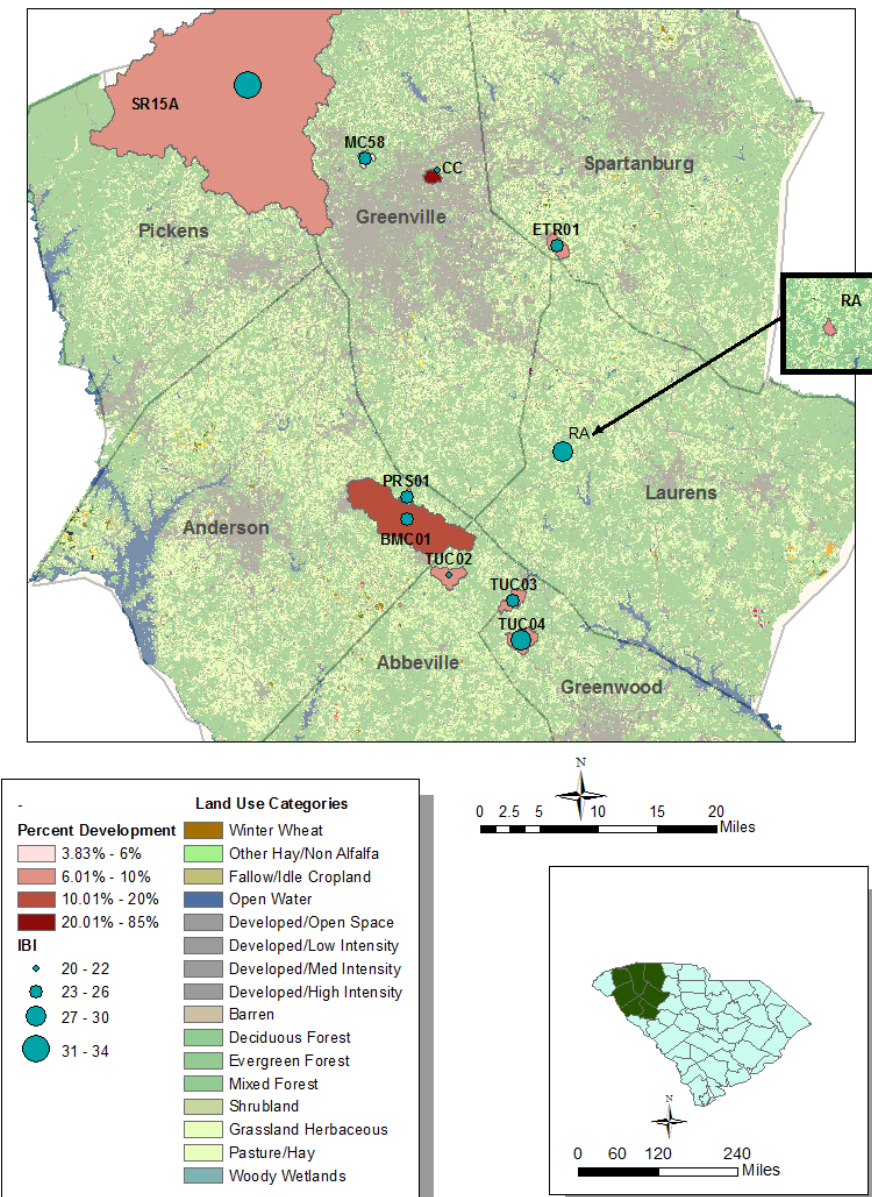 SR15A
MC58
CC
Spartanburg
Greenville
Pickens
ETR01
RA
RA
PRS01
Laurens
Anderson
BMC01
TUC02
TUC03
TUC04
Abbeville
Greenwood
N
0 2.5 5 10 15 20
Miles
-
Percent Development
3.83% - 6%
6.01% - 10%
10.01% - 20%
20.01% - 85%
IBI
20 - 22
23 - 26
27 - 30
31 - 34
Land Use Categories
Winter Wheat
Other Hay/Non Alfalfa
Fallow/Idle Cropland
Open Water
Developed/Open Space
Developed/Low Intensity
Developed/Med Intensity
Developed/High Intensity
Barren
Deciduous Forest
Evergreen Forest
Mixed Forest
Shrubland
Grassland Herbaceous
Pasture/Hay
Woody Wetlands
N
0 60 120 240
Miles